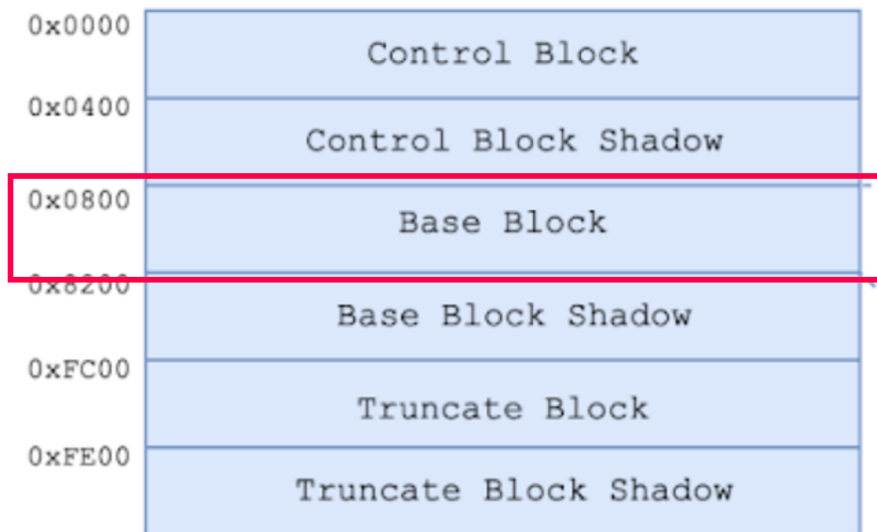 0x0000
Control Block
0x0400
Control Block Shadow
0x0800
Base Block
0x8200
Base Block Shadow
0xFC00
Truncate Block
0xFE00
Truncate Block Shadow